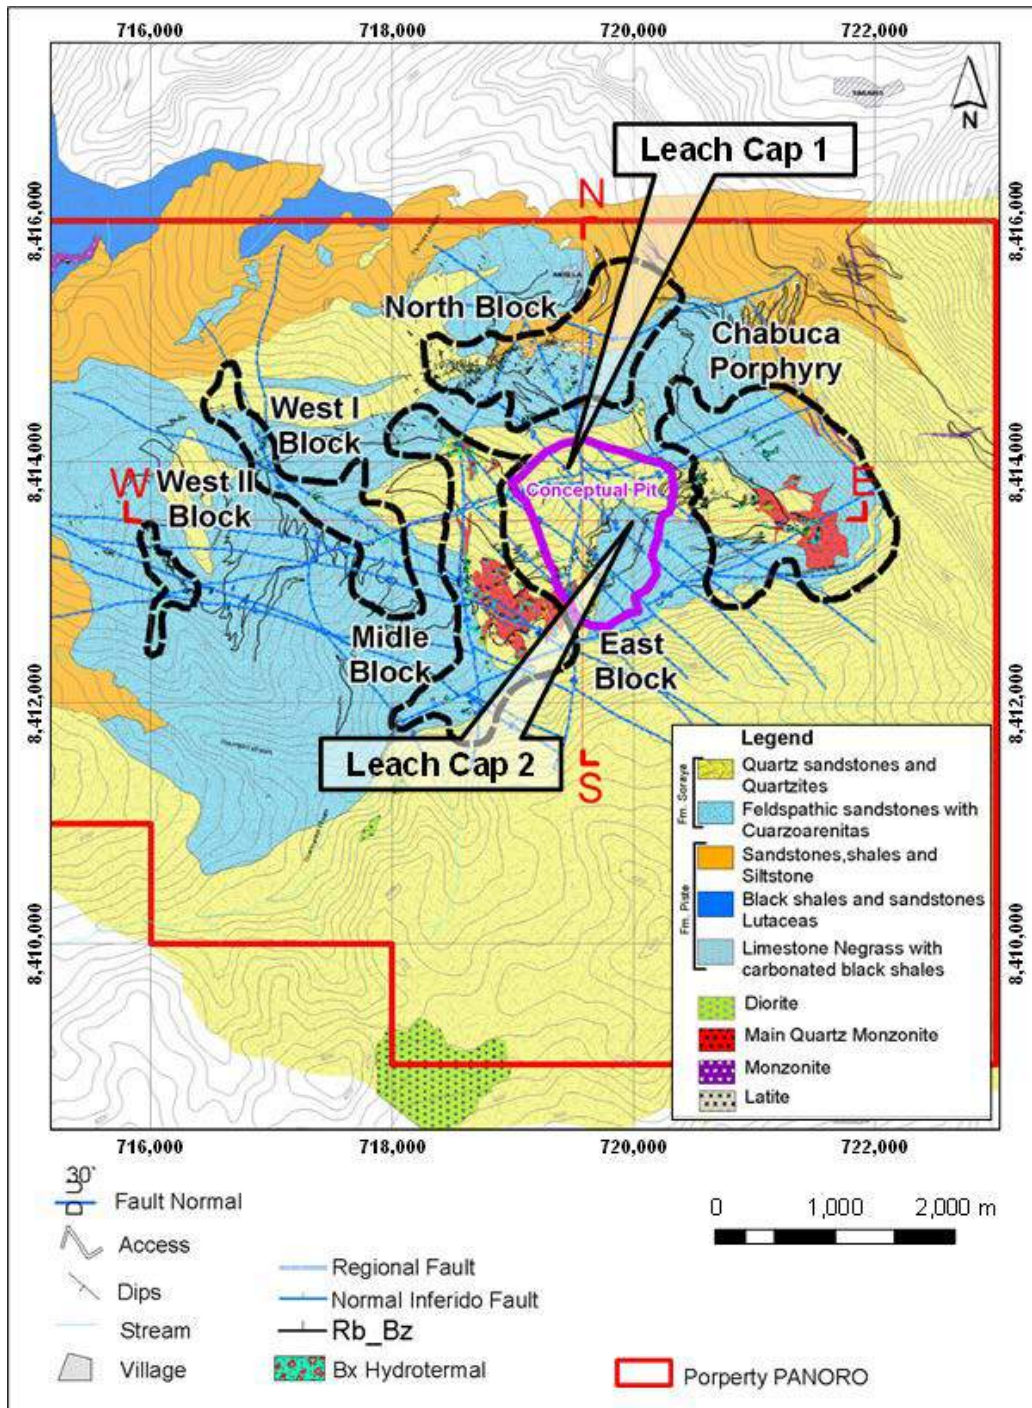 716,000 718,000 720,000 722,000
N
Leach Cap 1
8,416,000 8,416,000
N
North Block
Chabuca
Porphyry
West I
Block
8,414,000 8,414,000
W
West II
Block
E
Conceptual Pit
Midle
Block
East
Block
8,412,000 8,412,000
Leach Cap 2
S
Legend
Fm. Soraya
Quartz sandstones and
Quartzites
Feldspathic sandstones with
Cuarzoarenitas
Fm. Piste
Sandstones,shales and
Siltstone
Black shales and sandstones
Lutaceas
Limestone Negrass with
carbonated black shales
8,410,000 8,410,000
Diorite
Main Quartz Monzonite
Monzonite
Latite
716,000 718,000 720,000 722,000
30°
D U
Fault Normal
Access
Dips
Stream
Village
Regional Fault
Normal Inferido Fault
Rb_Bz
Bx Hydrotermal
0 1,000 2,000 m
Porperty PANORO